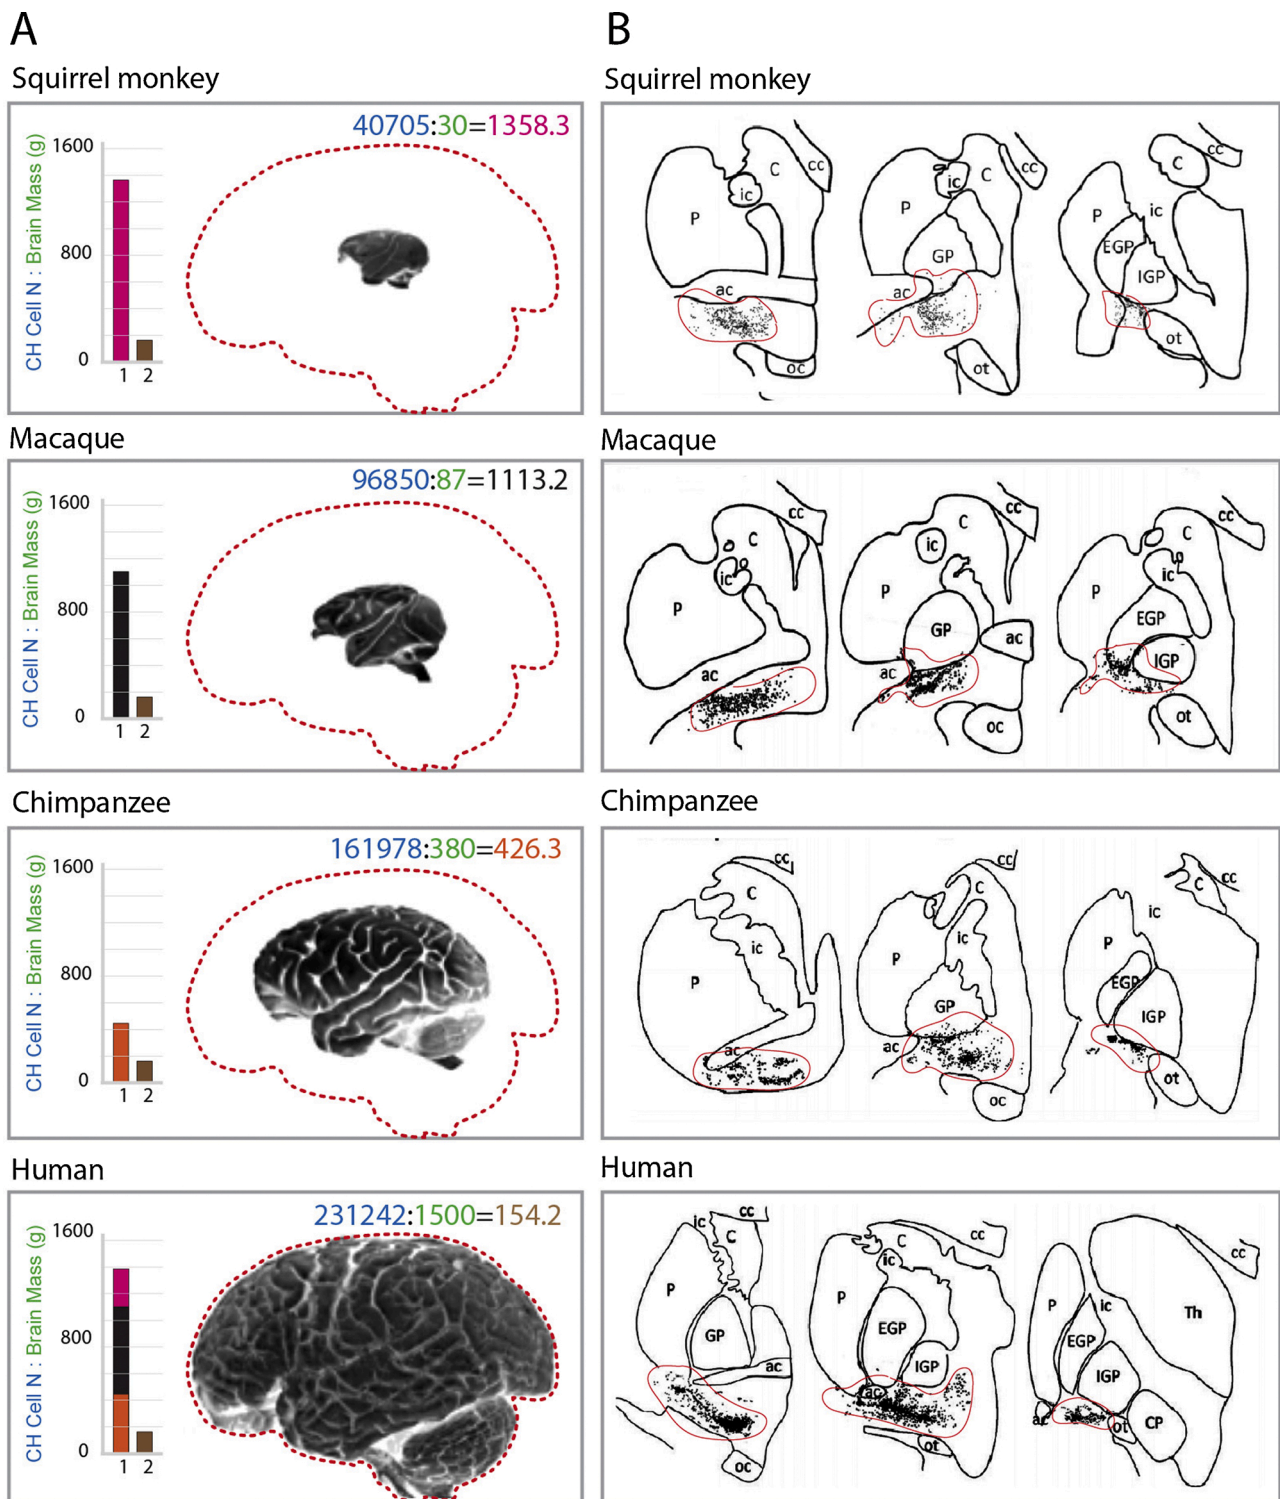 A
B
Squirrel monkey
Squirrel monkey
40705:30=1358.3
CH Cell N : Brain Mass (g)
1600
800
0
1 2
P ic C cc
ac
oc
P ic C cc
GP
ac
ot
P ic C cc
EGP
IGP
ot
Macaque
Macaque
96850:87=1113.2
CH Cell N : Brain Mass (g)
1600
800
0
1 2
cc
C
ic
P
ac
cc
C
ic
P
GP
ac
ac
oc
cc
C
ic
P
EGP
IGP
ot
Chimpanzee
Chimpanzee
161978:380=426.3
CH Cell N : Brain Mass (g)
1600
800
0
1 2
cc
C
ic
P
ac
cc
C
ic
P
GP
ac
oc
cc
C
ic
P
EGP
IGP
ot
Human
Human
231242:1500=154.2
CH Cell N : Brain Mass (g)
1600
800
0
1 2
cc
ic
C
P
GP
ac
oc
cc
C
ic
P
EGP
IGP
ac
ot
cc
P
ic
Th
EGP
IGP
ac
ot
CP